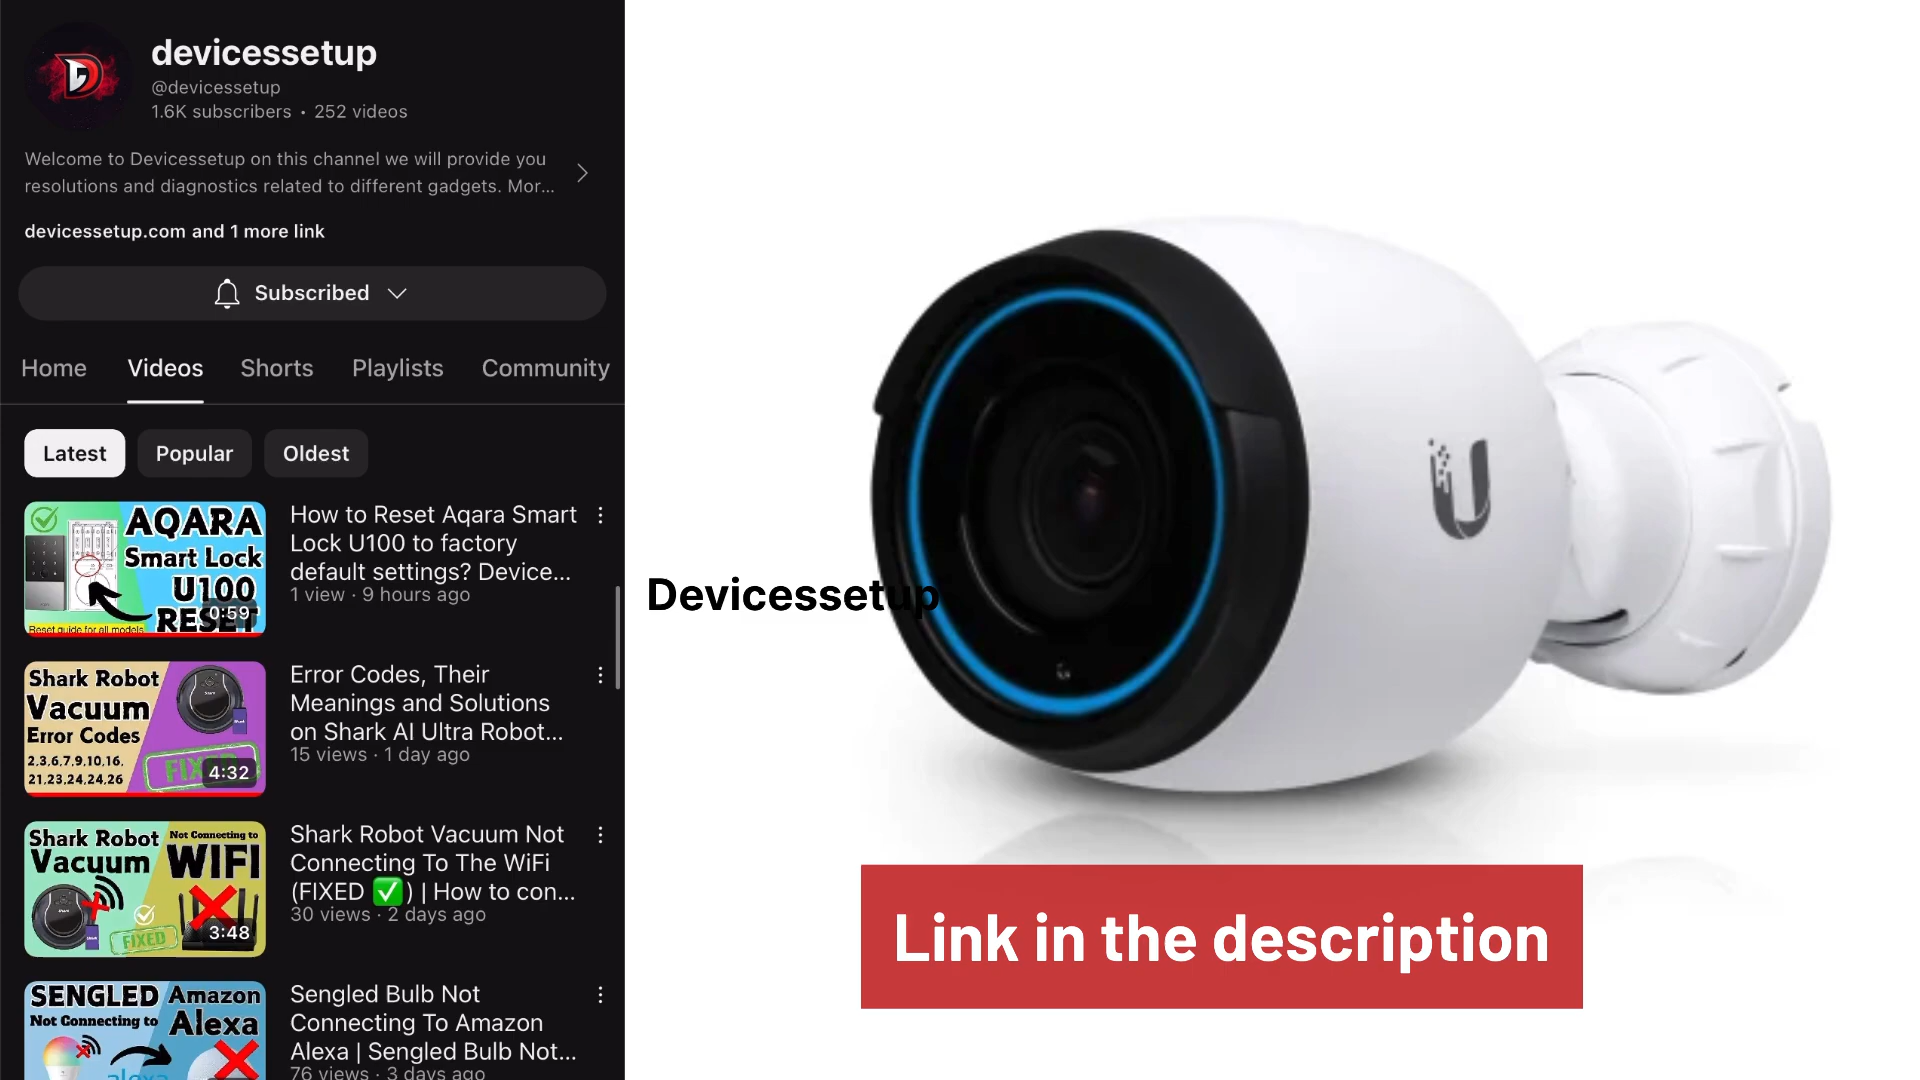 devicessetup
@devicessetup
1.6K subscribers • 252 videos
Welcome to Devicessetup on this channel we will provide you
resolutions and diagnostics related to different gadgets. Mor...
devicessetup.com and 1 more link
Subscribed
Home Videos Shorts Playlists Community
Latest Popular Oldest
AQARA
Smart Lock
U100
RESET
Reset guide for all models
0:59
How to Reset Aqara Smart
Lock U100 to factory
default settings? Device...
1 view · 9 hours ago
Shark Robot
Vacuum
Error Codes
2,3,6,7,9,10,16,
21,23,24,24,26
FIXED
4:32
Error Codes, Their
Meanings and Solutions
on Shark AI Ultra Robot...
15 views · 1 day ago
Shark Robot
Vacuum
Not Connecting to
WIFI
FIXED
3:48
Shark Robot Vacuum Not
Connecting To The WiFi
(FIXED ✅) | How to con...
30 views · 2 days ago
SENGLED Amazon
Not Connecting to Alexa
alexa
Sengled Bulb Not
Connecting To Amazon
Alexa | Sengled Bulb Not...
76 views · 3 days ago
Devicessetup
U
Link in the description